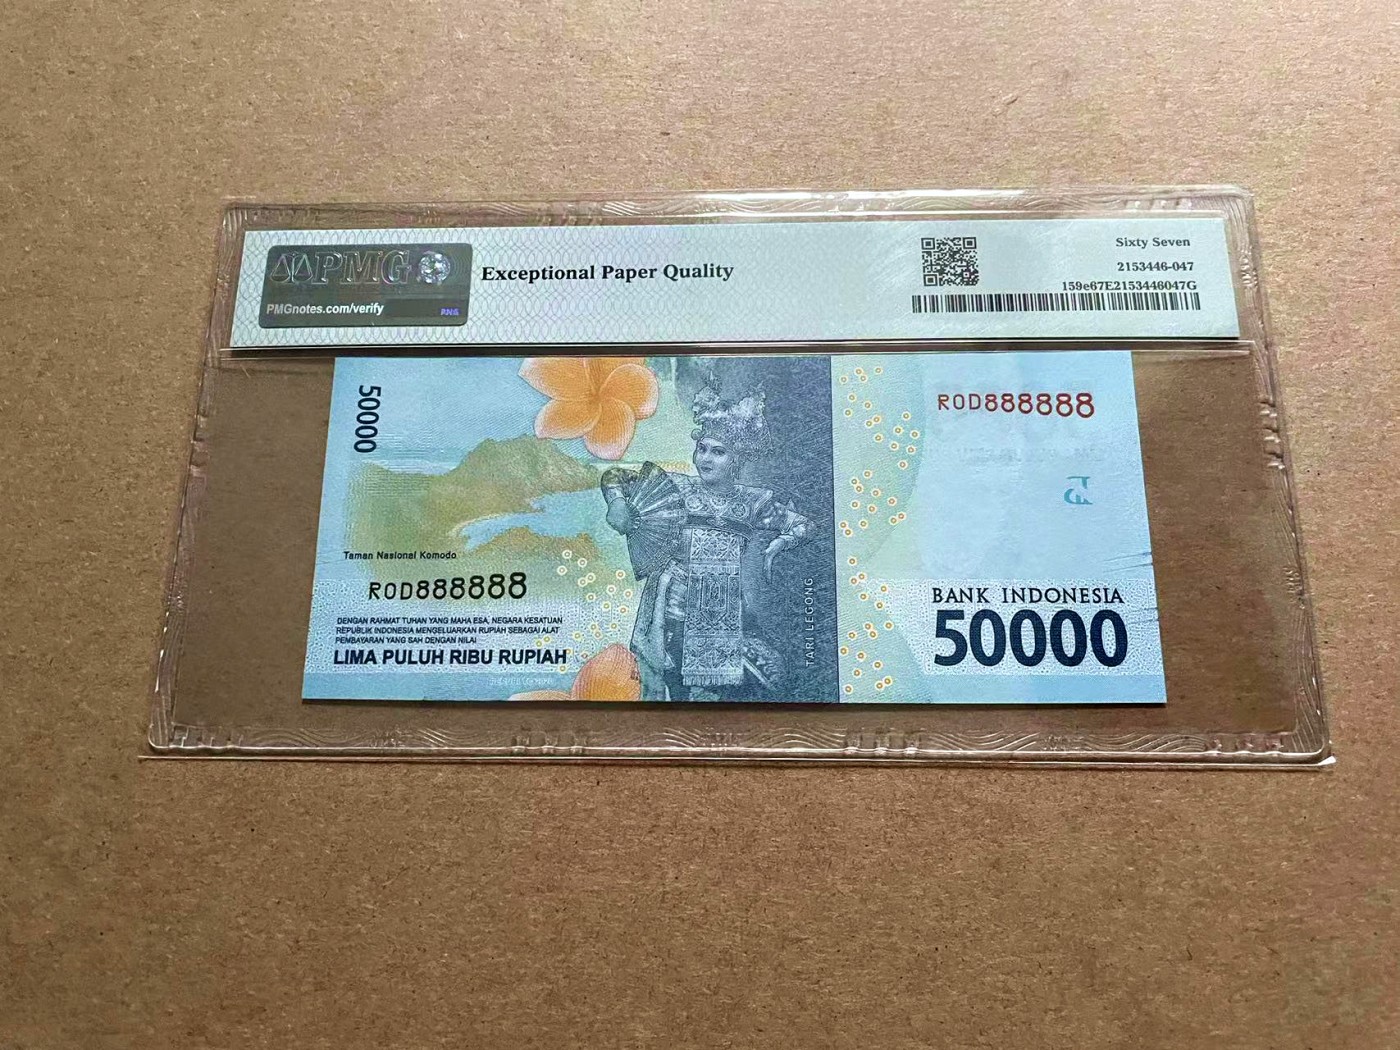 PMG
PMGnotes.com/verify
PMG
Exceptional Paper Quality
Sixty Seven
2153446-047
159e67E2153446047G
50000
ROD888888
Taman Nasional Komodo
ROD888888
DENGAN RAHMAT TUHAN YANG MAHA ESA, NEGARA KESATUAN
REPUBLIK INDONESIA MENGELUARKAN RUPIAH SEBAGAI ALAT
PEMBAYARAN YANG SAH DENGAN NILAI
LIMA PULUH RIBU RUPIAH
TARI LEGONG
BANK INDONESIA
50000